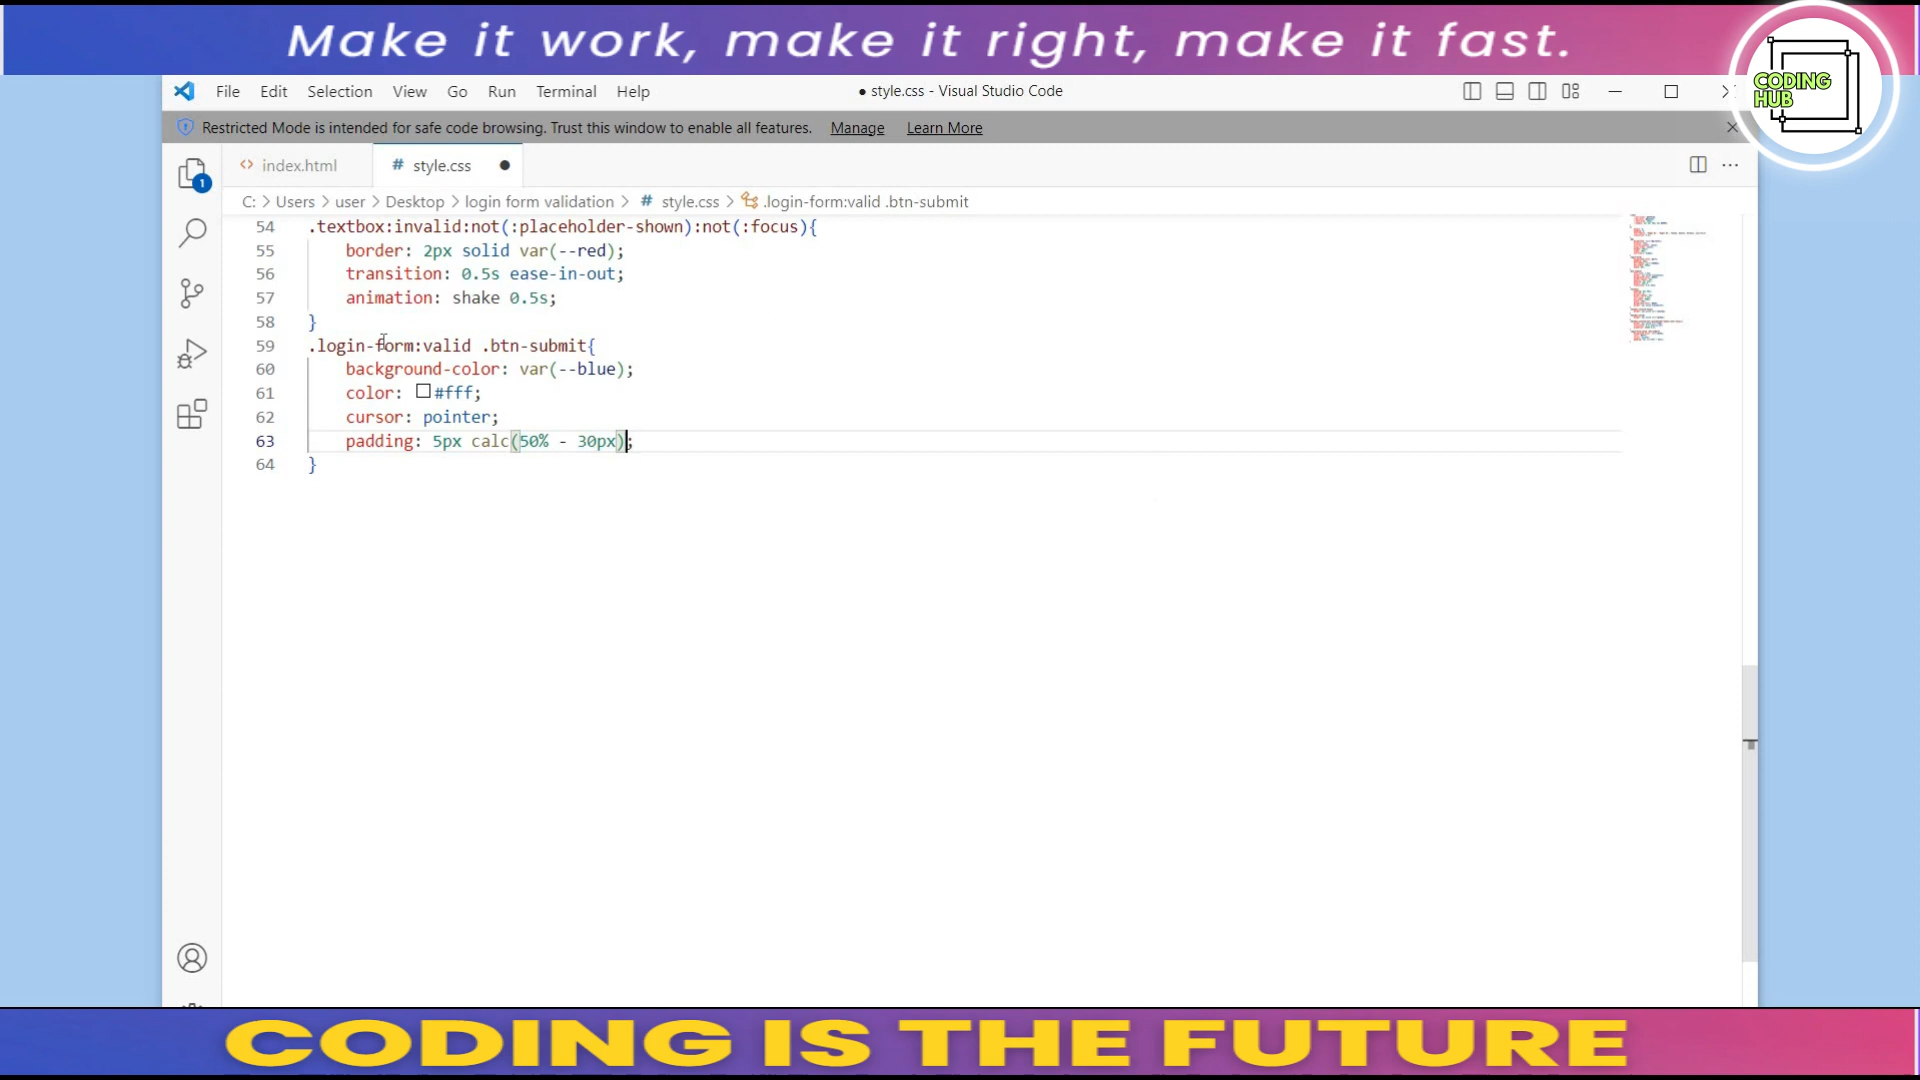 Make it work, make it right, make it fast.
CODING
HUB
File Edit Selection View Go Run Terminal Help ● style.css - Visual Studio Code
Restricted Mode is intended for safe code browsing. Trust this window to enable all features. Manage Learn More
index.html # style.css
1
C: > Users > user > Desktop > login form validation > # style.css > .login-form:valid .btn-submit
54 .textbox:invalid:not(:placeholder-shown):not(:focus){
55 border: 2px solid var(--red);
56 transition: 0.5s ease-in-out;
57 animation: shake 0.5s;
58 }
59 .login-form:valid .btn-submit{
60 background-color: var(--blue);
61 color: #fff;
62 cursor: pointer;
63 padding: 5px calc(50% - 30px);
64 }
CODING IS THE FUTURE